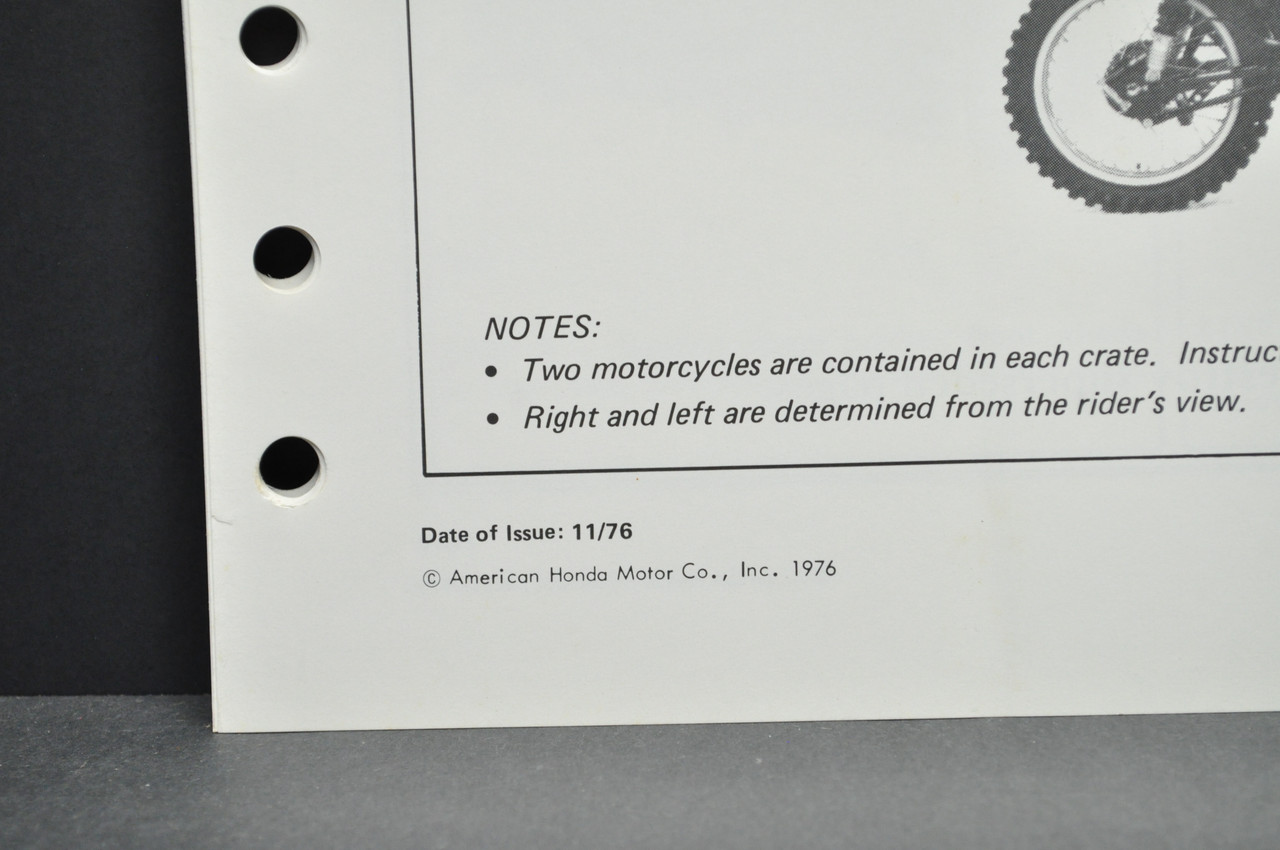 NOTES:
• Two motorcycles are contained in each crate. Instruc
• Right and left are determined from the rider's view.
Date of Issue: 11/76
© American Honda Motor Co., Inc. 1976